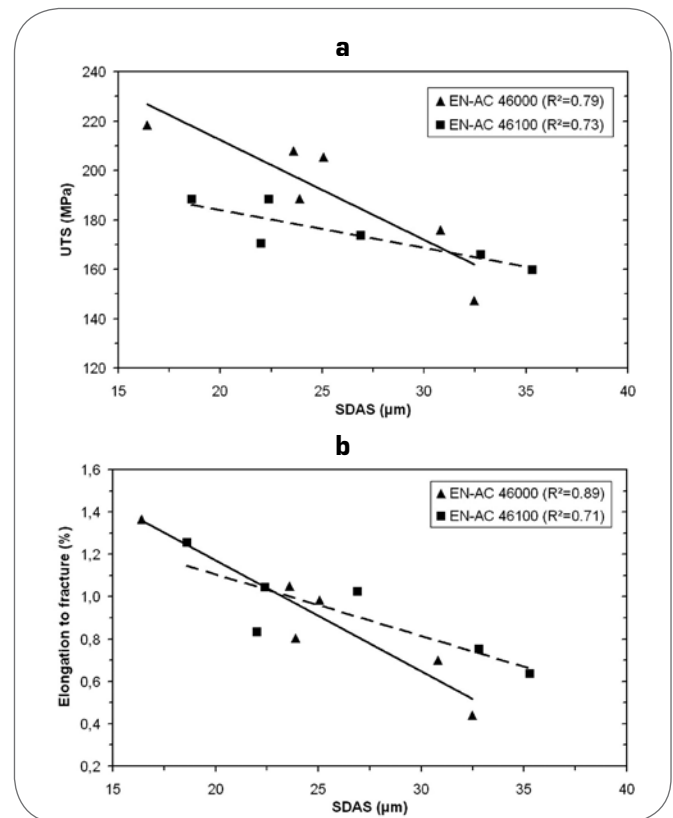 a
240
220
200
180
160
140
120
UTS (MPa)
▲ EN-AC 46000 (R²=0.79)
■ EN-AC 46100 (R²=0.73)
15 20 25 30 35 40
SDAS (µm)
b
1,6
1,4
1,2
1,0
0,8
0,6
0,4
0,2
Elongation to fracture (%)
▲ EN-AC 46000 (R²=0.89)
■ EN-AC 46100 (R²=0.71)
15 20 25 30 35 40
SDAS (µm)